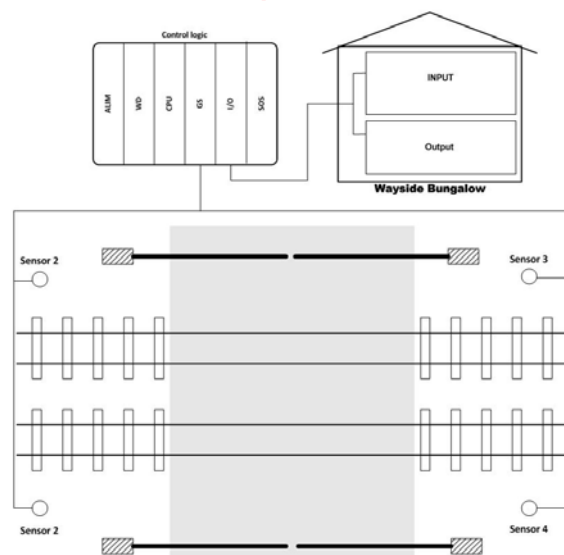 Control logic
ALIM
WD
CPU
GS
I/O
SOS
INPUT
Output
Wayside Bungalow
Sensor 2
Sensor 3
Sensor 2
Sensor 4